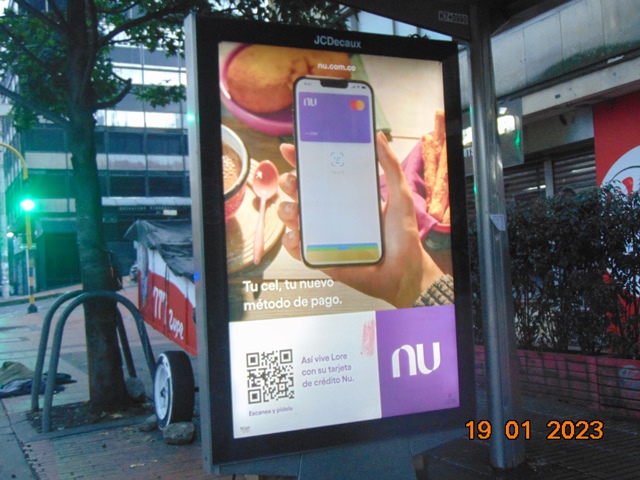 JCDecaux
nu.com.co
nu
Tu cel, tu nuevo
método de pago.
Así vive Lore
con su tarjeta
de crédito Nu.
Escanea y pídela
nu
19 01 2023